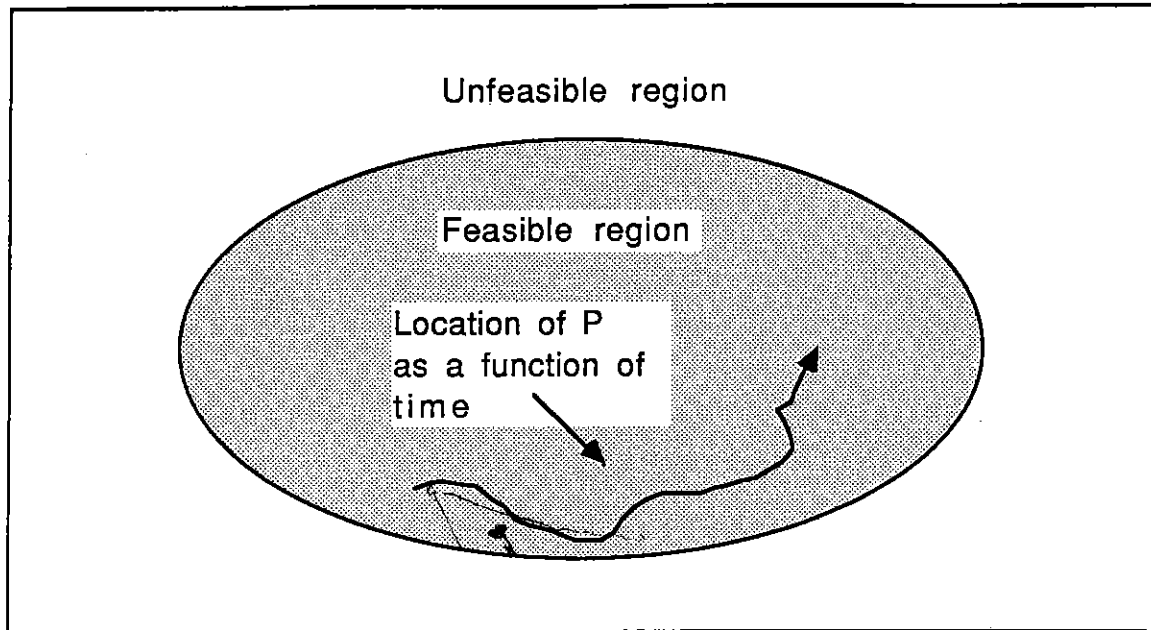 Unfeasible region
Feasible region
Location of P
as a function of
time